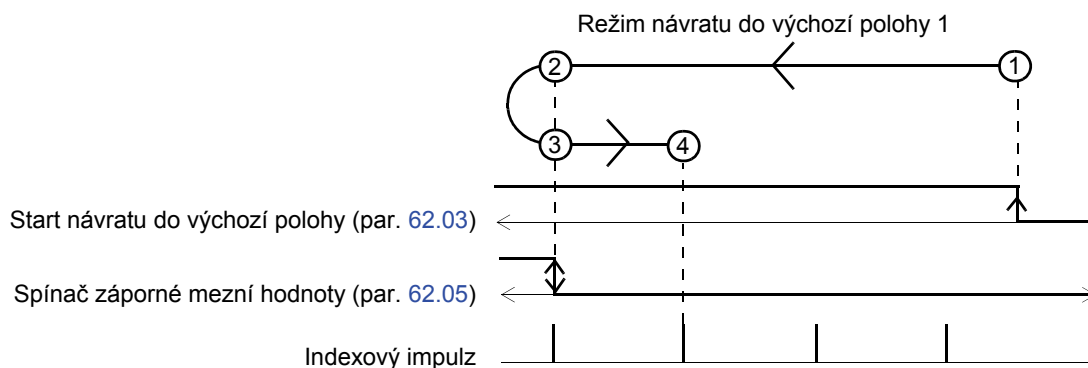 Režim návratu do výchozí polohy 1
2
1
3
4
Start návratu do výchozí polohy (par. 62.03)
Spínač záporné mezní hodnoty (par. 62.05)
Indexový impulz